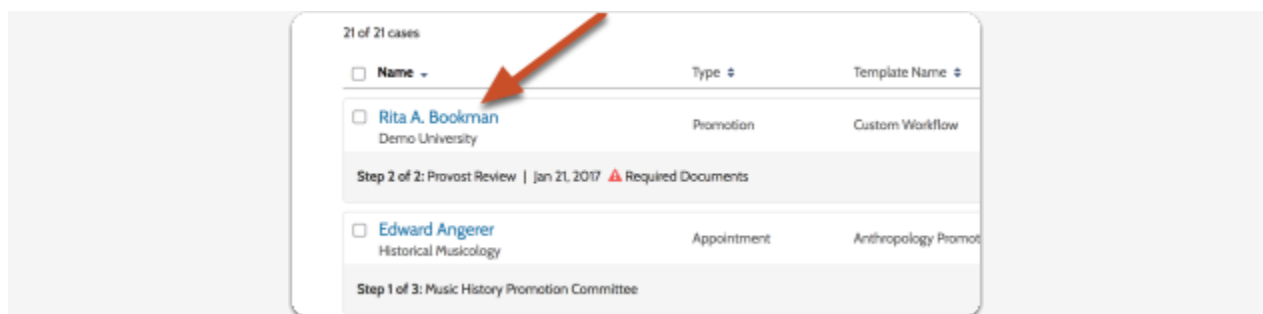 21 of 21 cases
Name Type Template Name
Rita A. Bookman Promotion Custom Workflow
Demo University
Step 2 of 2: Provost Review | Jan 21, 2017 Required Documents
Edward Angerer Appointment Anthropology Promot
Historical Musicology
Step 1 of 3: Music History Promotion Committee